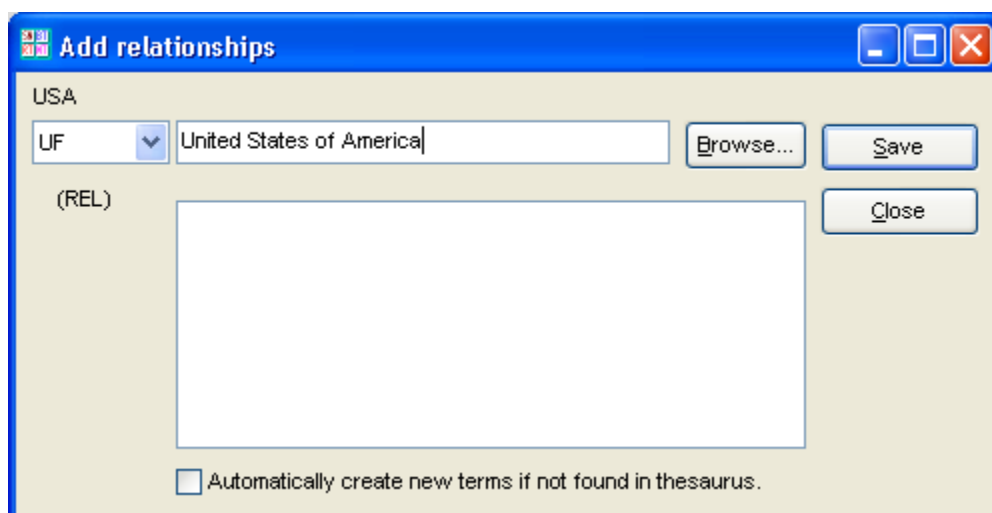 Add relationships
USA
UF
United States of America
Browse...
Save
(REL)
Close
Automatically create new terms if not found in thesaurus.